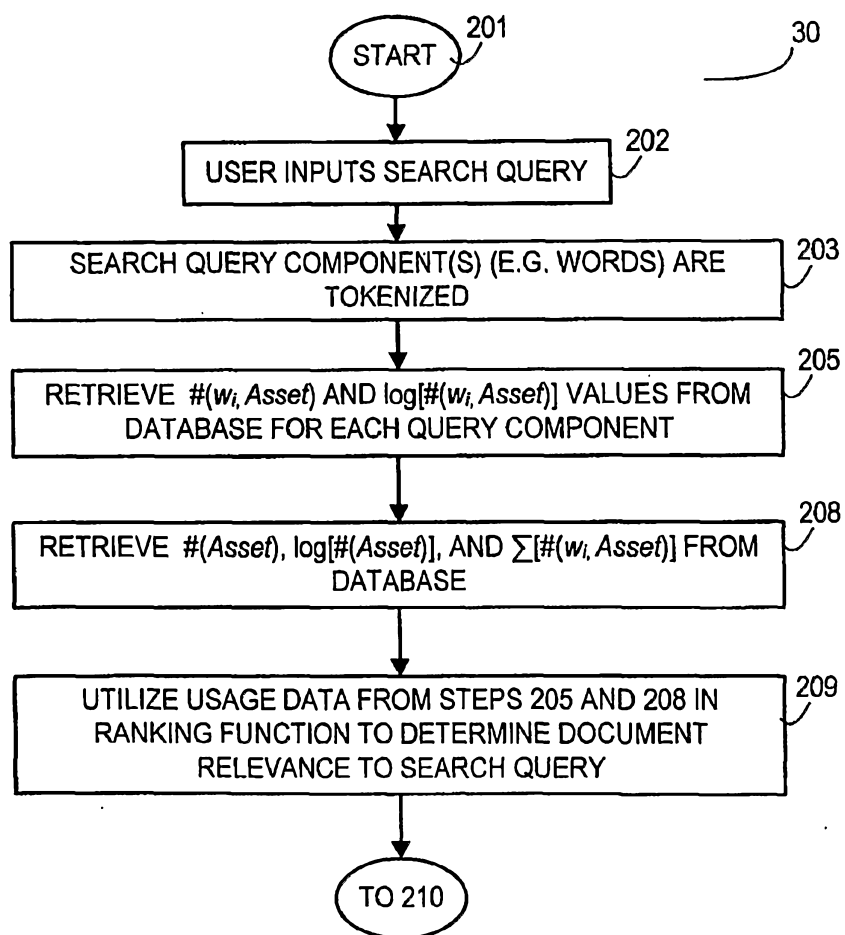 30
START
201
USER INPUTS SEARCH QUERY
202
SEARCH QUERY COMPONENT(S) (E.G. WORDS) ARE
TOKENIZED
203
RETRIEVE #(wi, Asset) AND log[#(wi, Asset)] VALUES FROM
DATABASE FOR EACH QUERY COMPONENT
205
RETRIEVE #(Asset), log[#(Asset)], AND ∑[#(wi, Asset)] FROM
DATABASE
208
UTILIZE USAGE DATA FROM STEPS 205 AND 208 IN
RANKING FUNCTION TO DETERMINE DOCUMENT
RELEVANCE TO SEARCH QUERY
209
TO 210